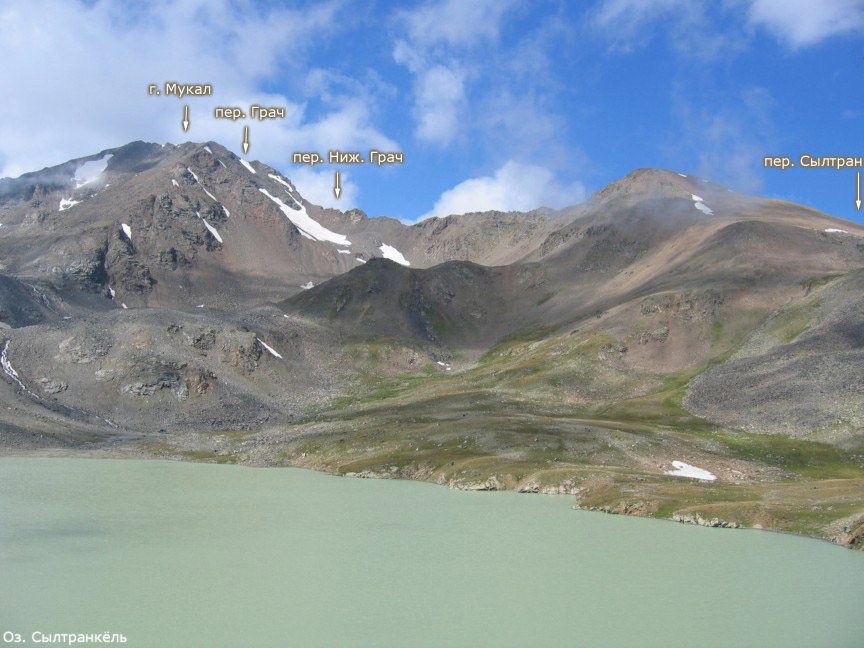 г. Мукал
пер. Грач
пер. Ниж. Грач
пер. Сылтран
Оз. Сылтранкёль